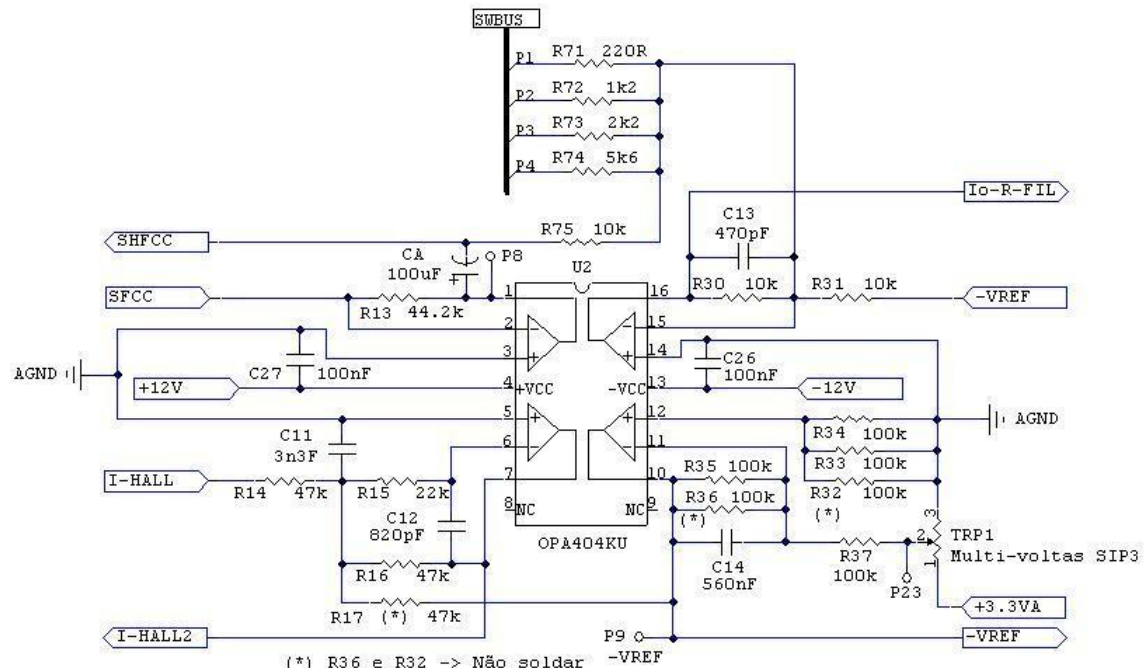 SWBUS
P1 R71 220R
P2 R72 1k2
P3 R73 2k2
P4 R74 5k6
Io-R-FIL
C13
470pF
SHFCC
R75 10k
CA
100uF
+
P8
U2
SFCC
R13 44.2k
1
16
R30 10k
R31 10k
-VREF
2
-
-
15
3
+
+
14
AGND
C27 100nF
C26
100nF
+12V
4
+VCC
-VCC
13
-12V
5
+
+
12
AGND
R34 100k
C11
3n3F
6
-
-
11
R33 100k
I-HALL
R14 47k
R15 22k
7
10
R35 100k
R32 100k
(*)
8
NC
NC
9
R36 100k
(*)
C12
820pF
OPA404KU
C14
560nF
R37
100k
3
2
1
TRP1
Multi-voltas SIP3
P23
R16 47k
R17 (*) 47k
+3.3VA
I-HALL2
P9
-VREF
-VREF
(*) R36 e R32 -> Não soldar